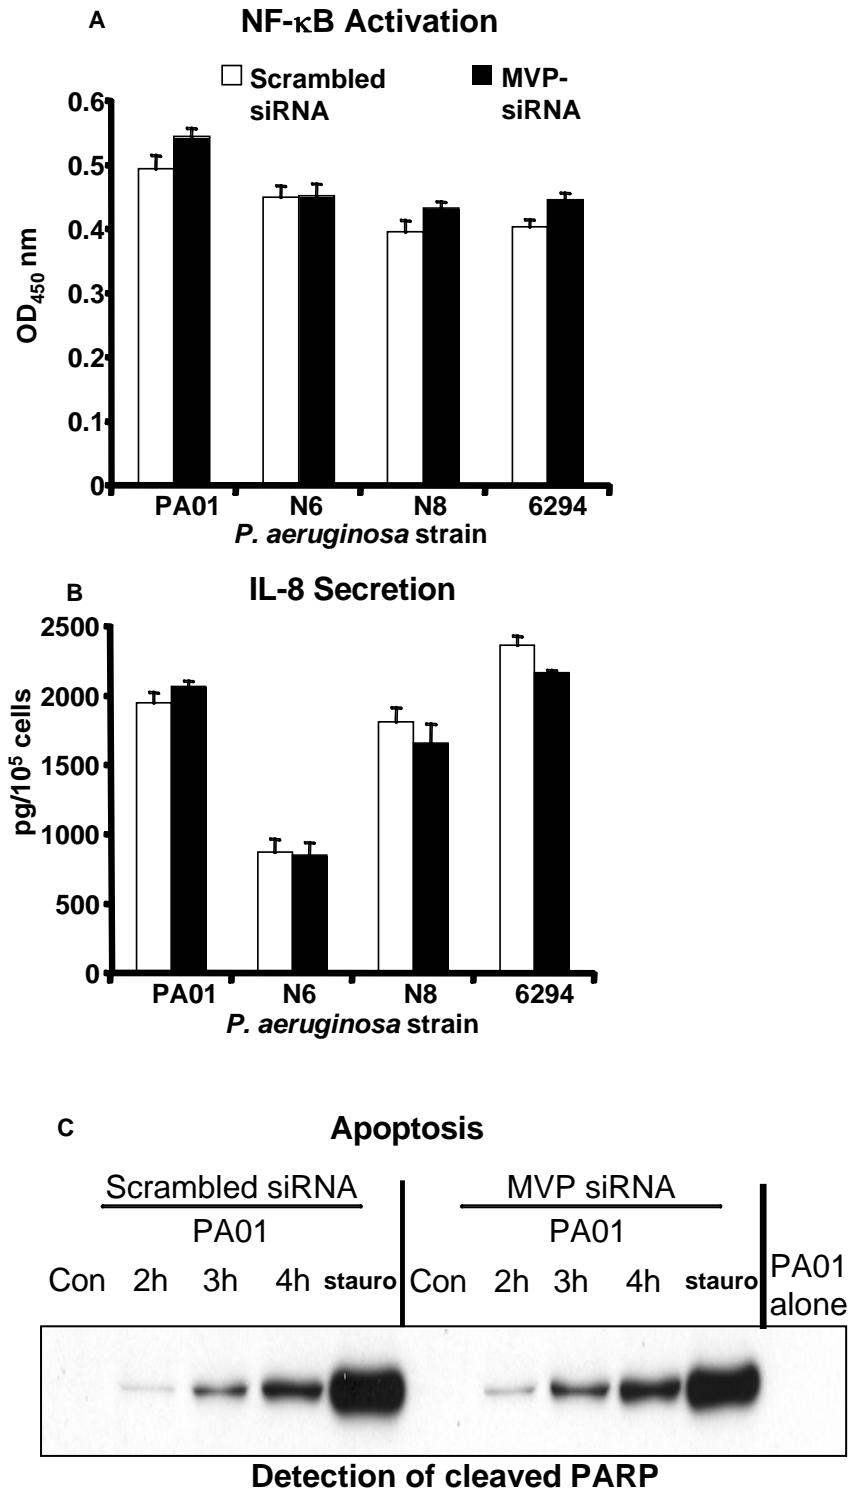 A
NF-κB Activation
Scrambled siRNA
MVP-siRNA
0.6
0.5
0.4
0.3
0.2
0.1
0
OD450 nm
PA01 N6 N8 6294
P. aeruginosa strain
B
IL-8 Secretion
2500
2000
1500
1000
500
0
pg/10⁵ cells
PA01 N6 N8 6294
P. aeruginosa strain
C
Apoptosis
Scrambled siRNA MVP siRNA
PA01 PA01
Con 2h 3h 4h stauro Con 2h 3h 4h stauro PA01
alone
Detection of cleaved PARP